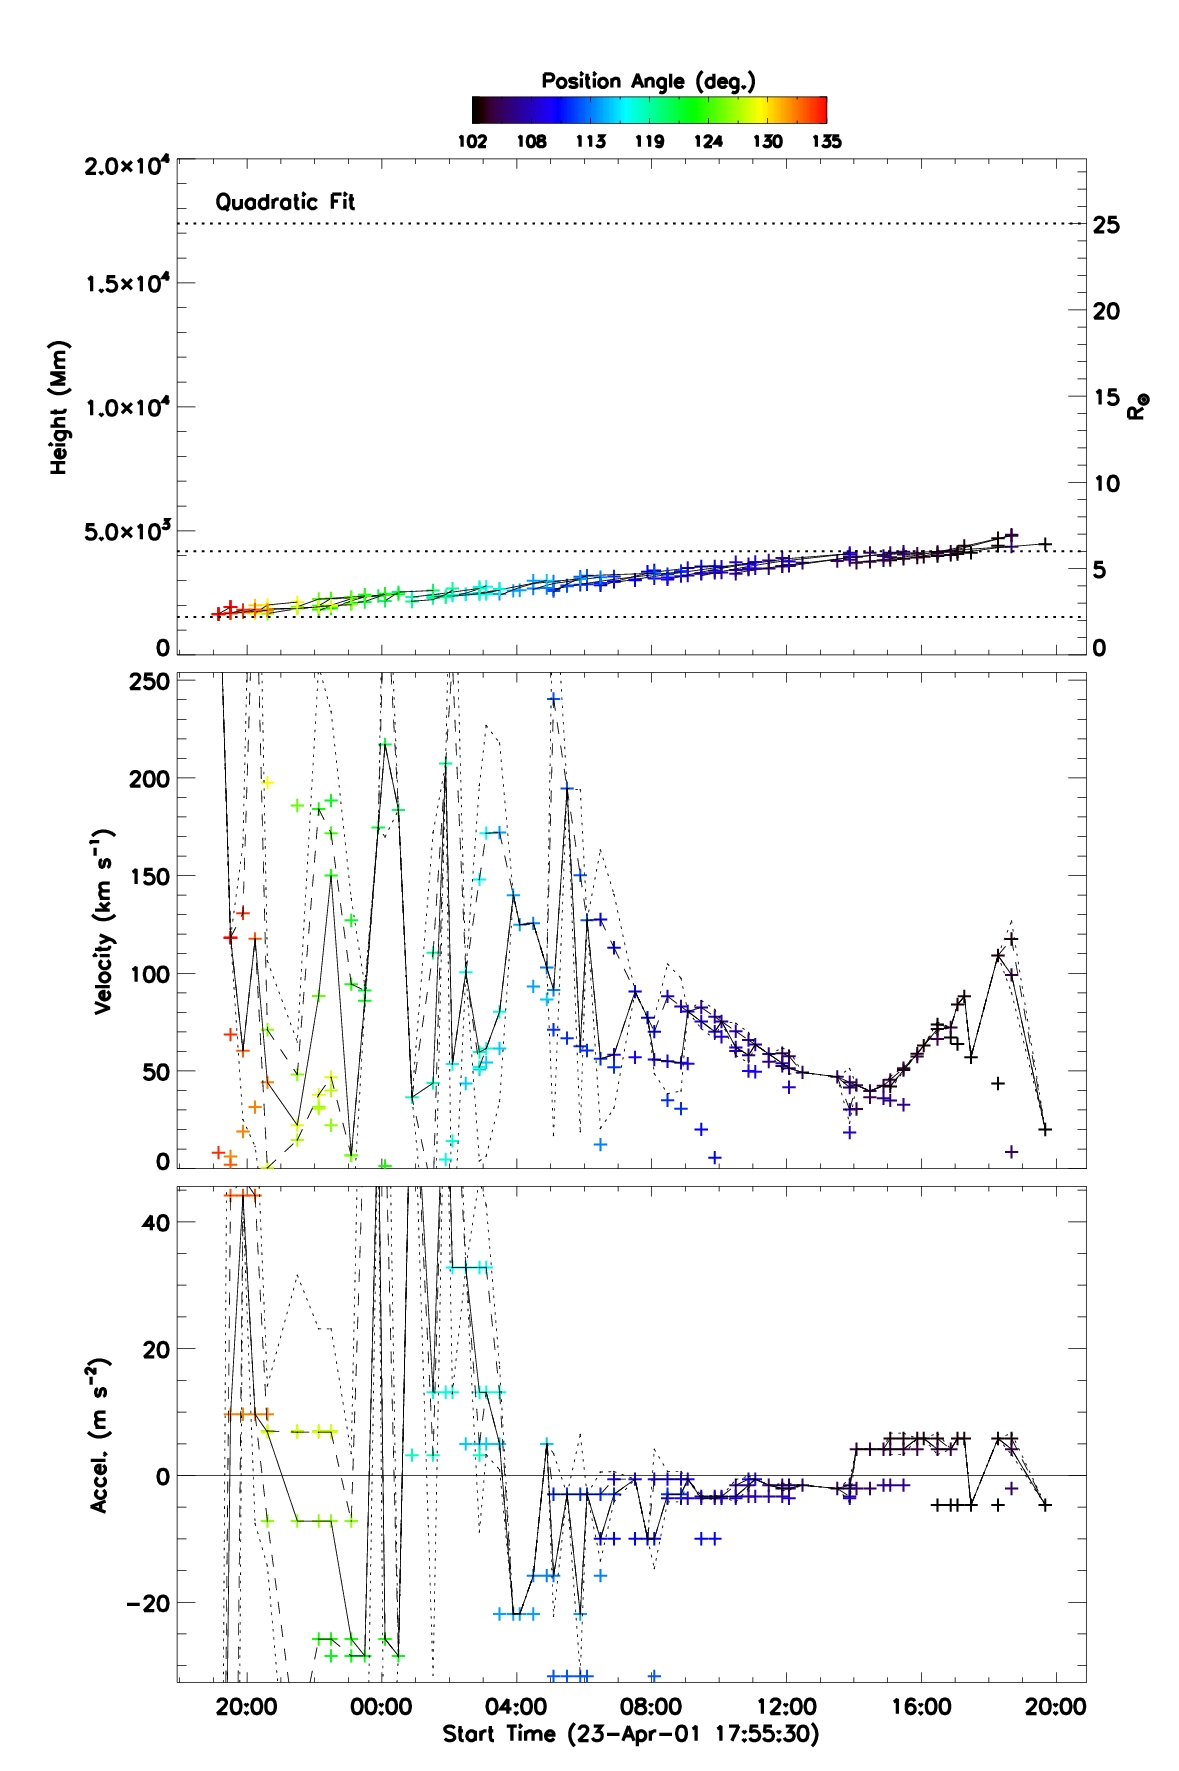 Position Angle (deg.)
102 108 113 119 124 130 135
Quadratic Fit
2.0×10⁴
1.5×10⁴
1.0×10⁴
5.0×10³
0
Height (Mm)
25
20
15
10
5
0
R⊙
250
200
150
100
50
0
Velocity (km s⁻¹)
40
20
0
−20
Accel. (m s⁻²)
20:00 00:00 04:00 08:00 12:00 16:00 20:00
Start Time (23−Apr−01 17:55:30)